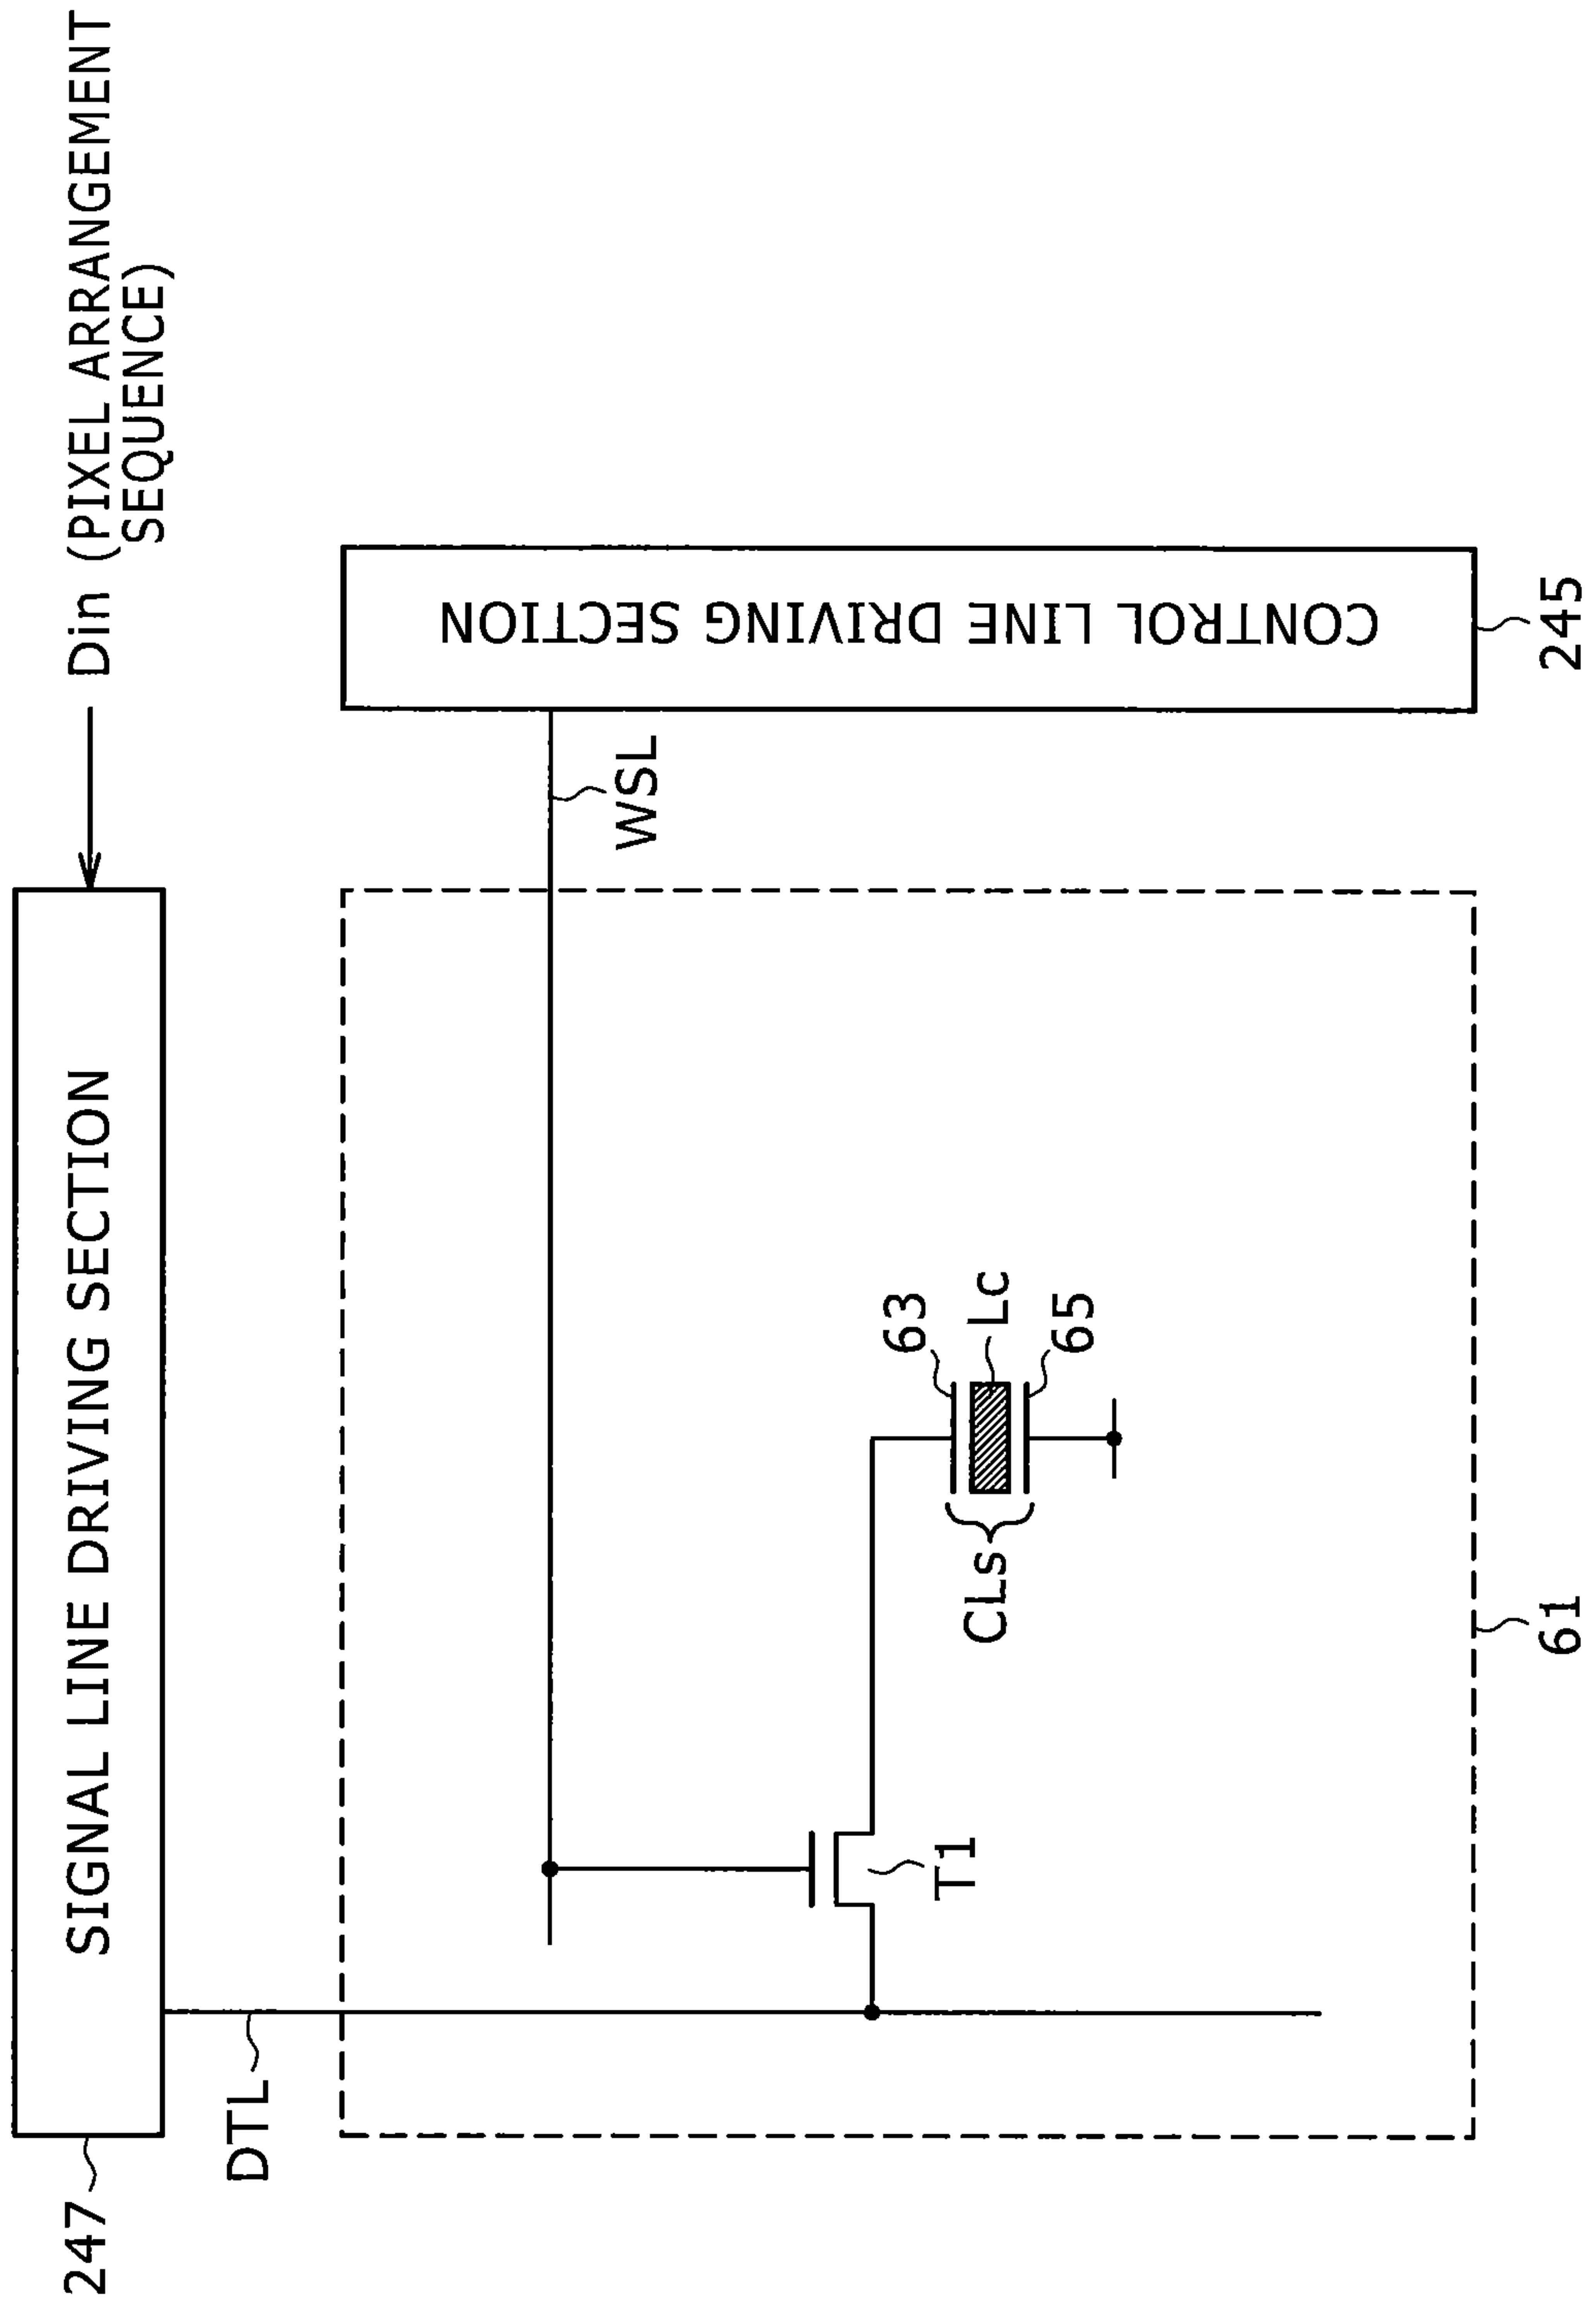 247
SIGNAL LINE DRIVING SECTION
Din (PIXEL ARRANGEMENT
SEQUENCE)
DTL
WSL
CONTROL LINE DRIVING SECTION
T1
CLs
63
Lc
65
61
245